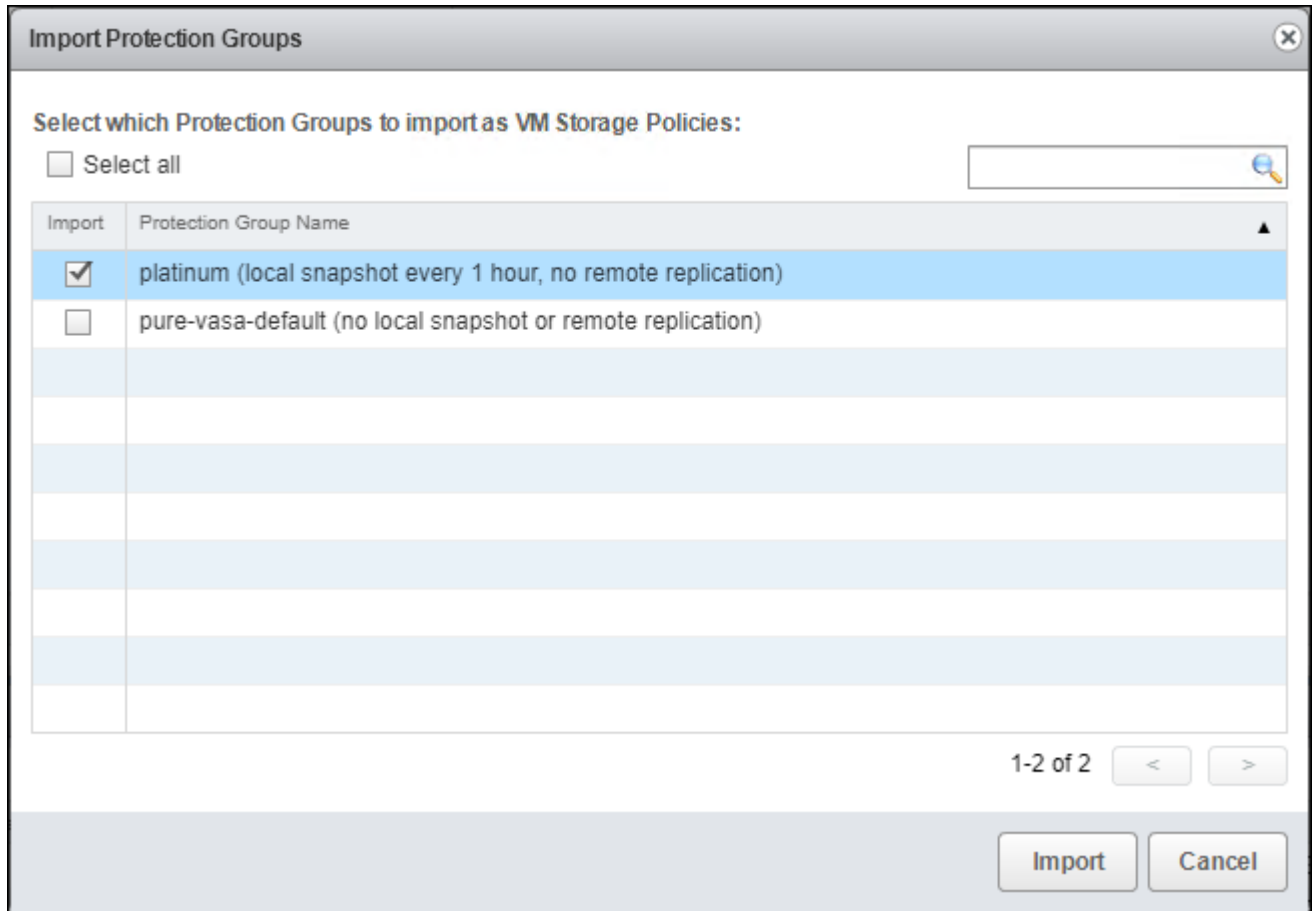 Import Protection Groups
Select which Protection Groups to import as VM Storage Policies:
Select all
Import Protection Group Name
platinum (local snapshot every 1 hour, no remote replication)
pure-vasa-default (no local snapshot or remote replication)
1-2 of 2 < >
Import Cancel